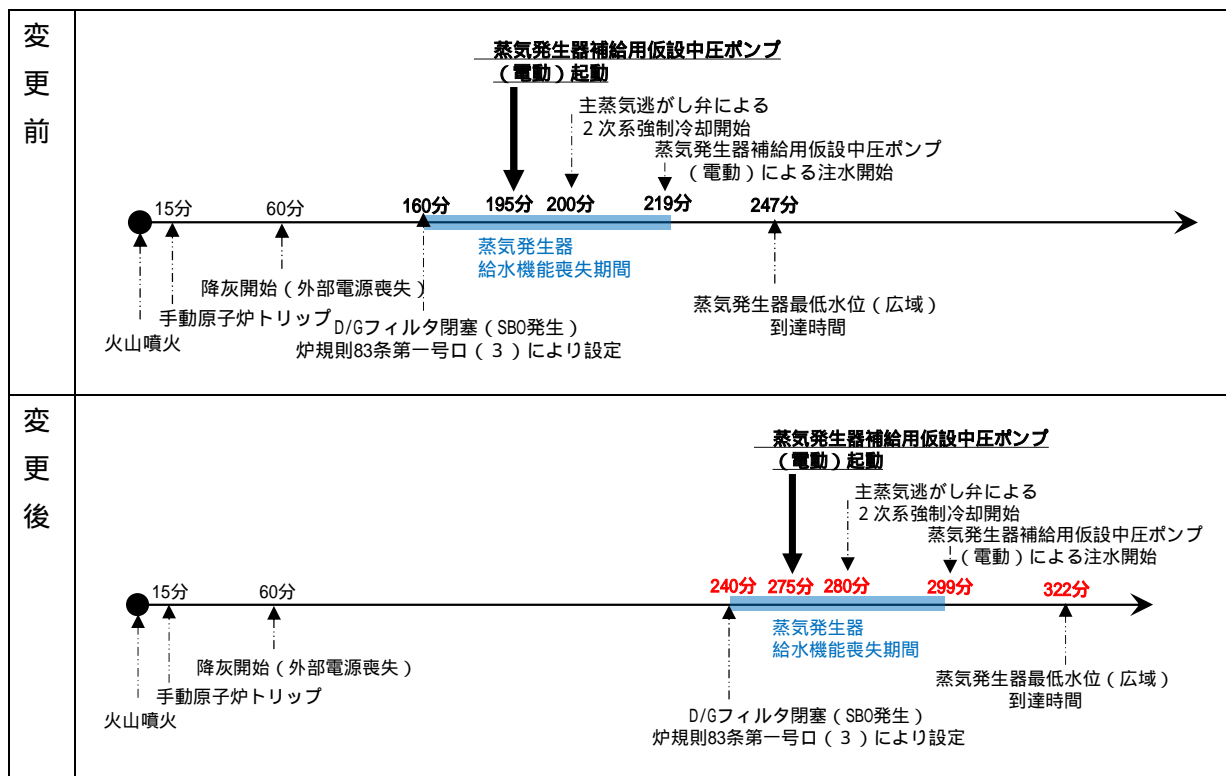 変更前
蒸気発生器補給用仮設中圧ポンプ
（電動）起動
主蒸気逃がし弁による
２次系強制冷却開始
蒸気発生器補給用仮設中圧ポンプ
（電動）による注水開始
15分 60分 160分 195分 200分 219分 247分
蒸気発生器
給水機能喪失期間
降灰開始（外部電源喪失）
手動原子炉トリップ
火山噴火
D/Gフィルタ閉塞（SBO発生）
炉規則83条第一号ロ（３）により設定
蒸気発生器最低水位（広域）
到達時間
変更後
蒸気発生器補給用仮設中圧ポンプ
（電動）起動
主蒸気逃がし弁による
２次系強制冷却開始
蒸気発生器補給用仮設中圧ポンプ
（電動）による注水開始
15分 60分 240分 275分 280分 299分 322分
蒸気発生器
給水機能喪失期間
降灰開始（外部電源喪失）
手動原子炉トリップ
火山噴火
蒸気発生器最低水位（広域）
到達時間
D/Gフィルタ閉塞（SBO発生）
炉規則83条第一号ロ（３）により設定